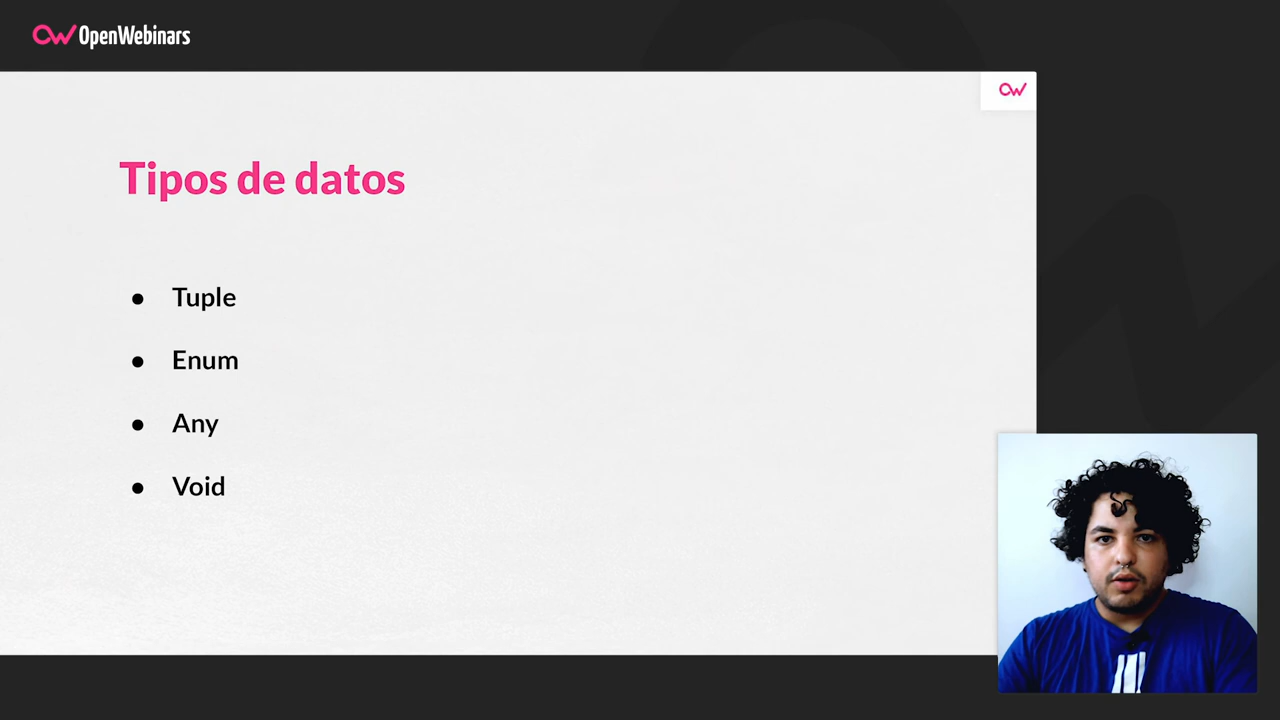 OpenWebinars
Tipos de datos
● Tuple
● Enum
● Any
● Void